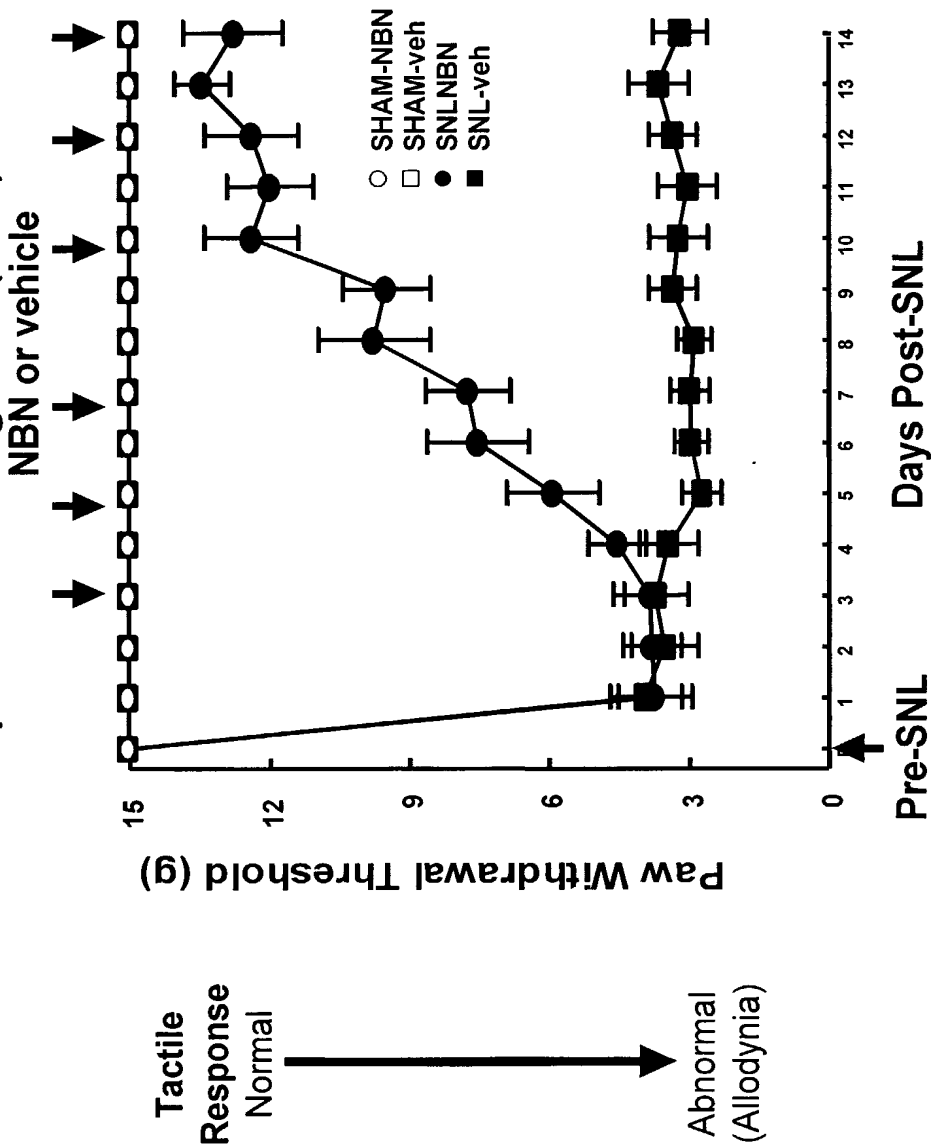 NBN or vehicle
Tactile
Response
Normal
Abnormal
(Allodynia)
Paw Withdrawal Threshold (g)
15
12
9
6
3
0
SHAM-NBN
SHAM-veh
SNLNBN
SNL-veh
1 2 3 4 5 6 7 8 9 10 11 12 13 14
Pre-SNL
Days Post-SNL